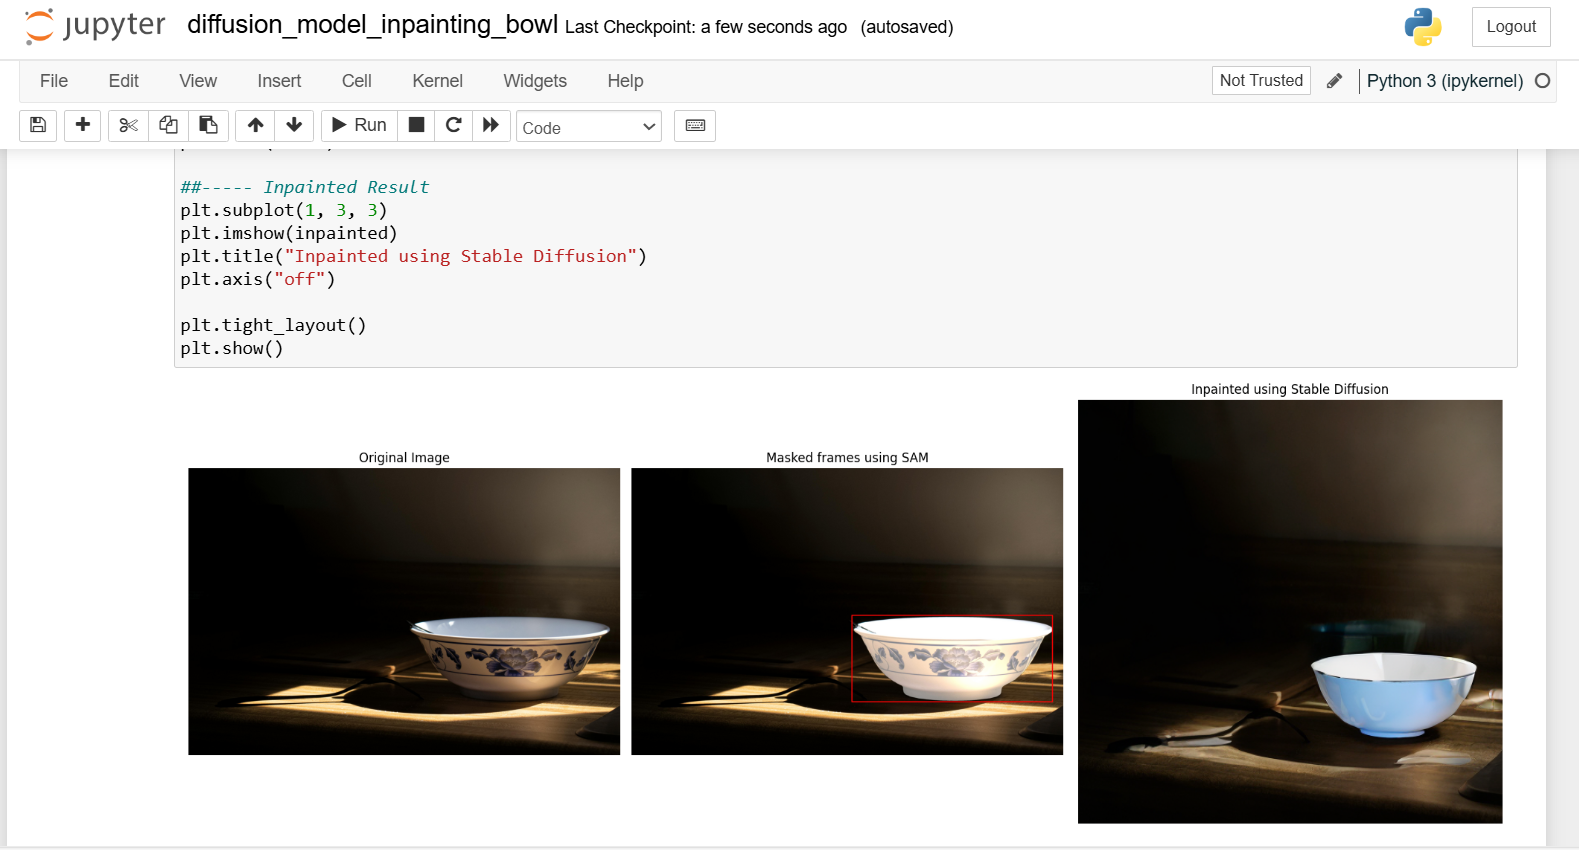 jupyter diffusion_model_inpainting_bowl Last Checkpoint: a few seconds ago (autosaved)
Logout
File Edit View Insert Cell Kernel Widgets Help
Not Trusted
Python 3 (ipykernel)
Run
Code
##----- Inpainted Result
plt.subplot(1, 3, 3)
plt.imshow(inpainted)
plt.title("Inpainted using Stable Diffusion")
plt.axis("off")
plt.tight_layout()
plt.show()
Original Image
Masked frames using SAM
Inpainted using Stable Diffusion